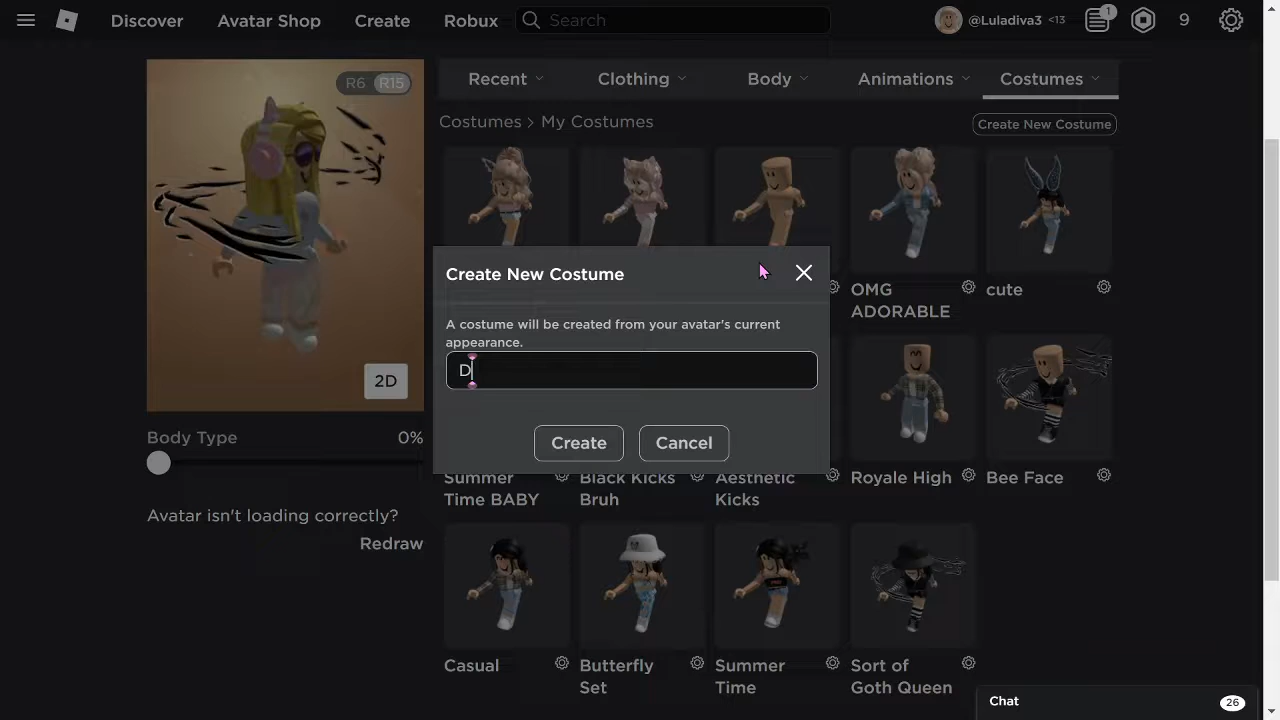 Discover
Avatar Shop
Create
Robux
Search
@Luladiva3
<13
1
9
R6
R15
2D
Body Type
0%
Avatar isn't loading correctly?
Redraw
Recent
Clothing
Body
Animations
Costumes
Costumes > My Costumes
Create New Costume
OMG
ADORABLE
cute
Create New Costume
A costume will be created from your avatar's current
appearance.
D
Create
Cancel
Summer
Time BABY
Black Kicks
Bruh
Aesthetic
Kicks
Royale High
Bee Face
Casual
Butterfly
Set
Summer
Time
Sort of
Goth Queen
Chat
26